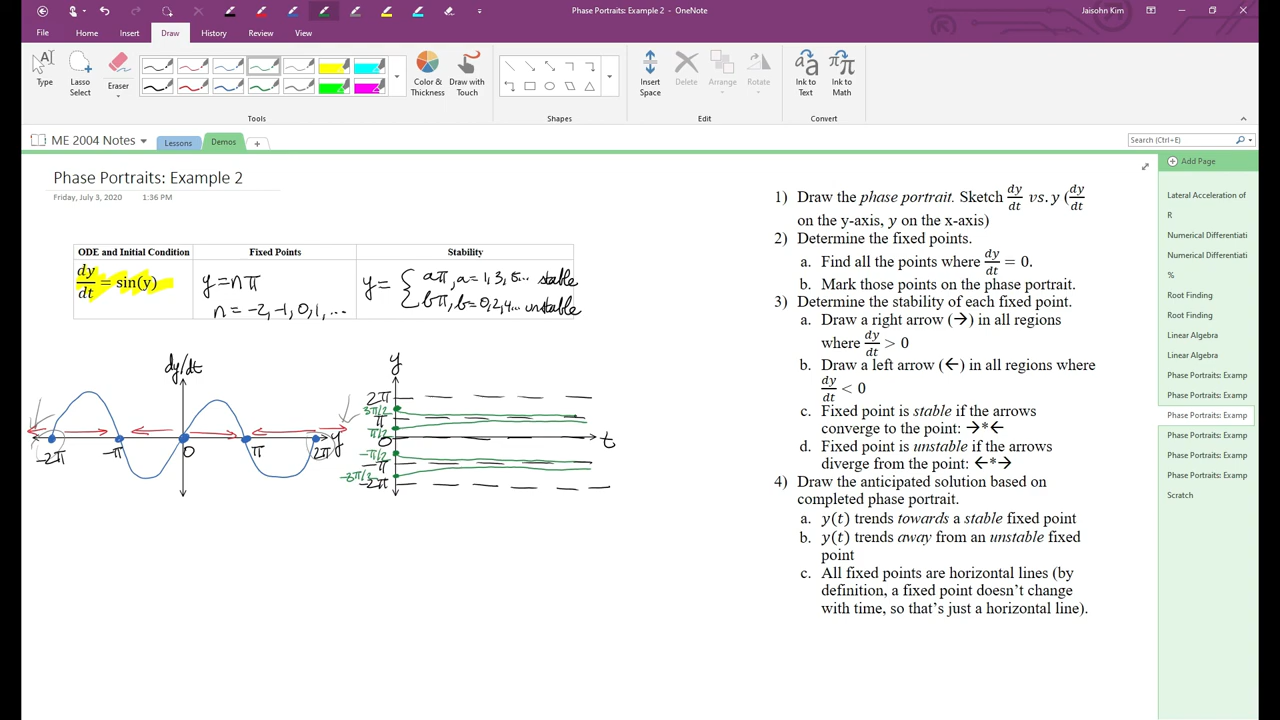 Phase Portraits: Example 2 - OneNote
Jaisohn Kim
File Home Insert Draw History Review View
Type
Lasso Select
Eraser
Color & Thickness
Draw with Touch
Insert Space
Delete
Arrange
Rotate
Ink to Text
Ink to Math
Tools
Shapes
Edit
Convert
ME 2004 Notes
Lessons
Demos
Search (Ctrl+E)
Add Page
Phase Portraits: Example 2
Friday, July 3, 2020 1:36 PM
ODE and Initial Condition Fixed Points Stability
dy/dt = sin(y)
y=nπ
n = -2, -1, 0, 1, ...
y = { aπ, a = 1, 3, 5... stable
bπ, b = 0, 2, 4... unstable
dy/dt
-2π -π 0 π 2π y
y
2π
3π/2
π
π/2
0
t
-π/2
-π
-3π/2
-2π
1) Draw the phase portrait. Sketch dy/dt vs. y (dy/dt
on the y-axis, y on the x-axis)
2) Determine the fixed points.
a. Find all the points where dy/dt = 0.
b. Mark those points on the phase portrait.
3) Determine the stability of each fixed point.
a. Draw a right arrow (→) in all regions
where dy/dt > 0
b. Draw a left arrow (←) in all regions where
dy/dt < 0
c. Fixed point is stable if the arrows
converge to the point: →*←
d. Fixed point is unstable if the arrows
diverge from the point: ←*→
4) Draw the anticipated solution based on
completed phase portrait.
a. y(t) trends towards a stable fixed point
b. y(t) trends away from an unstable fixed
point
c. All fixed points are horizontal lines (by
definition, a fixed point doesn't change
with time, so that's just a horizontal line).
Lateral Acceleration of
R
Numerical Differentiati
Numerical Differentiati
%
Root Finding
Root Finding
Linear Algebra
Linear Algebra
Phase Portraits: Examp
Phase Portraits: Examp
Phase Portraits: Examp
Phase Portraits: Examp
Phase Portraits: Examp
Phase Portraits: Examp
Scratch